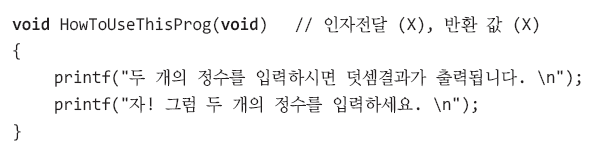 void HowToUseThisProg(void)   // 인자전달 (X), 반환 값 (X)
{
    printf("두 개의 정수를 입력하시면 덧셈결과가 출력됩니다. \n");
    printf("자! 그럼 두 개의 정수를 입력하세요. \n");
}